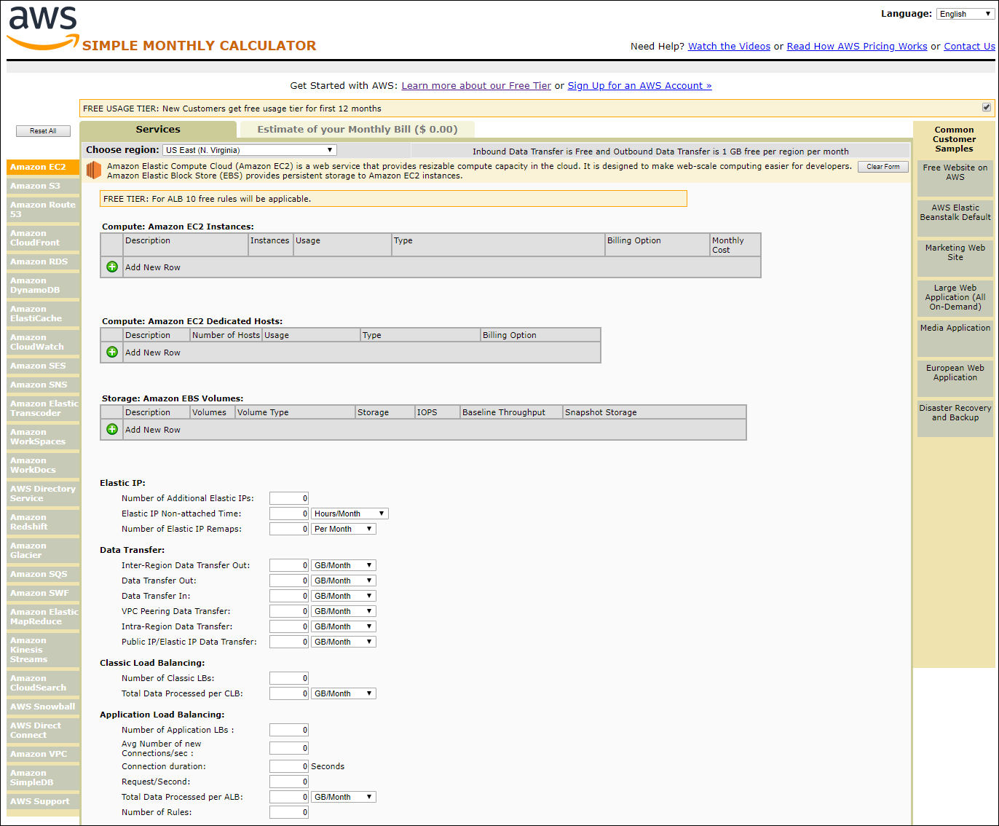 aws
SIMPLE MONTHLY CALCULATOR
Language: English
Need Help? Watch the Videos or Read How AWS Pricing Works or Contact Us
Get Started with AWS: Learn more about our Free Tier or Sign Up for an AWS Account »
FREE USAGE TIER: New Customers get free usage tier for first 12 months
Reset All
Services
Estimate of your Monthly Bill ($ 0.00)
Choose region: US East (N. Virginia)
Inbound Data Transfer is Free and Outbound Data Transfer is 1 GB free per region per month
Amazon Elastic Compute Cloud (Amazon EC2) is a web service that provides resizable compute capacity in the cloud. It is designed to make web-scale computing easier for developers.
Amazon Elastic Block Store (EBS) provides persistent storage to Amazon EC2 instances.
Clear Form
Amazon EC2
Amazon S3
Amazon Route
53
Amazon
CloudFront
Amazon RDS
Amazon
DynamoDB
Amazon
ElastiCache
Amazon
CloudWatch
Amazon SES
Amazon SNS
Amazon Elastic
Transcoder
Amazon
WorkSpaces
Amazon
WorkDocs
AWS Directory
Service
Amazon
Redshift
Amazon
Glacier
Amazon SQS
Amazon SWF
Amazon Elastic
MapReduce
Amazon
Kinesis
Streams
Amazon
CloudSearch
AWS Snowball
AWS Direct
Connect
Amazon VPC
Amazon
SimpleDB
AWS Support
FREE TIER: For ALB 10 free rules will be applicable.
Compute: Amazon EC2 Instances:
Description Instances Usage Type Billing Option Monthly
Cost
Add New Row
Compute: Amazon EC2 Dedicated Hosts:
Description Number of Hosts Usage Type Billing Option
Add New Row
Storage: Amazon EBS Volumes:
Description Volumes Volume Type Storage IOPS Baseline Throughput Snapshot Storage
Add New Row
Elastic IP:
Number of Additional Elastic IPs: 0
Elastic IP Non-attached Time: 0 Hours/Month
Number of Elastic IP Remaps: 0 Per Month
Data Transfer:
Inter-Region Data Transfer Out: 0 GB/Month
Data Transfer Out: 0 GB/Month
Data Transfer In: 0 GB/Month
VPC Peering Data Transfer: 0 GB/Month
Intra-Region Data Transfer: 0 GB/Month
Public IP/Elastic IP Data Transfer: 0 GB/Month
Classic Load Balancing:
Number of Classic LBs: 0
Total Data Processed per CLB: 0 GB/Month
Application Load Balancing:
Number of Application LBs : 0
Avg Number of new
Connections/sec : 0
Connection duration: 0 Seconds
Request/Second: 0
Total Data Processed per ALB: 0 GB/Month
Number of Rules: 0
Common
Customer
Samples
Free Website on
AWS
AWS Elastic
Beanstalk Default
Marketing Web
Site
Large Web
Application (All
On-Demand)
Media Application
European Web
Application
Disaster Recovery
and Backup